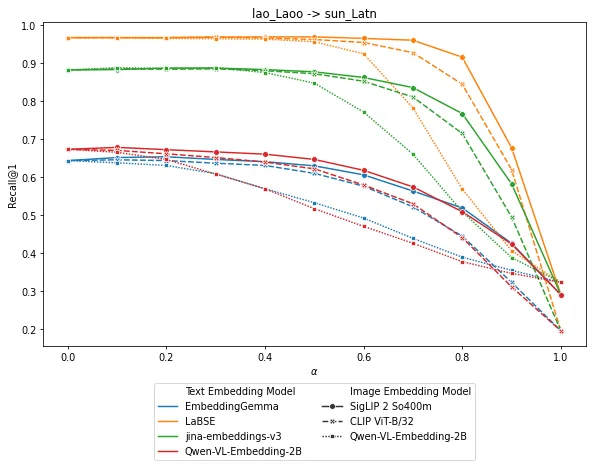 lao_Laoo -> sun_Latn
Recall@1
1.0
0.9
0.8
0.7
0.6
0.5
0.4
0.3
0.2
0.0 0.2 0.4 0.6 0.8 1.0
α
Text Embedding Model Image Embedding Model
EmbeddingGemma SigLIP 2 So400m
LaBSE CLIP ViT-B/32
jina-embeddings-v3 Qwen-VL-Embedding-2B
Qwen-VL-Embedding-2B